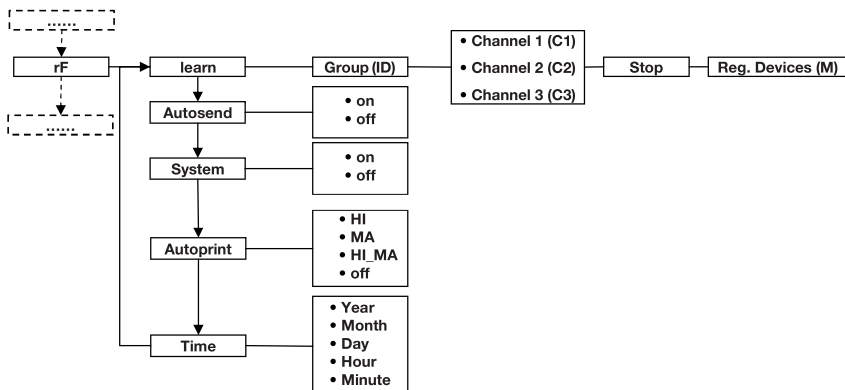 ......
rF
......
learn
Group (ID)
• Channel 1 (C1)
• Channel 2 (C2)
• Channel 3 (C3)
Stop
Reg. Devices (M)
Autosend
• on
• off
System
• on
• off
Autoprint
• HI
• MA
• HI_MA
• off
Time
• Year
• Month
• Day
• Hour
• Minute